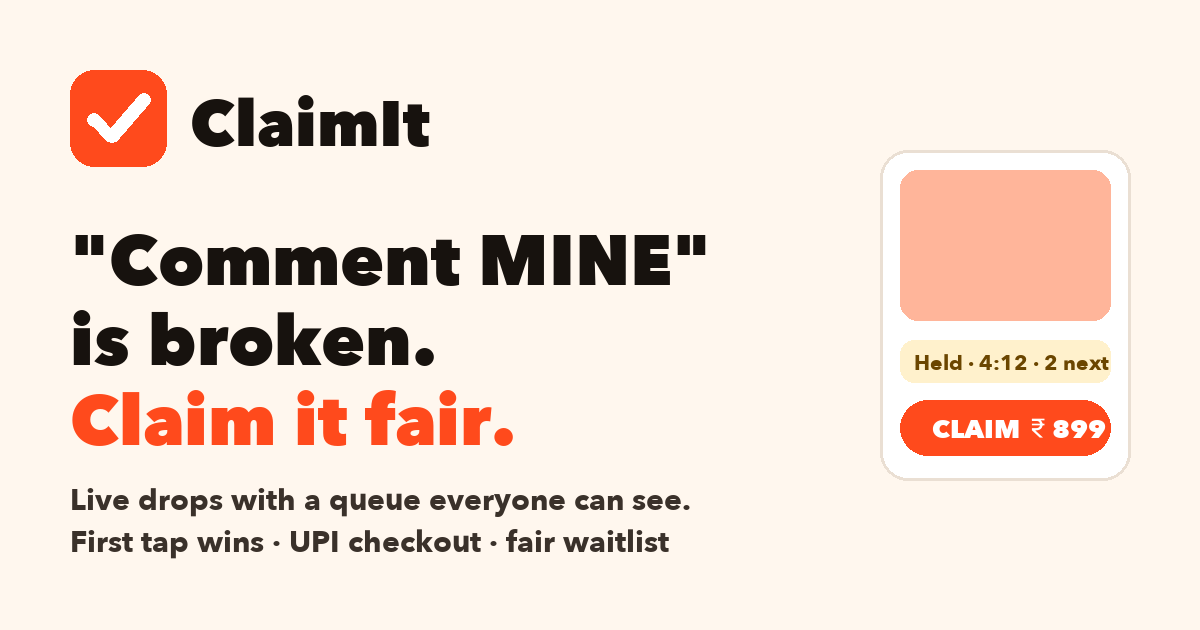 ClaimIt
"Comment MINE"
is broken.
Claim it fair.
Live drops with a queue everyone can see.
First tap wins · UPI checkout · fair waitlist
Held · 4:12 · 2 next
CLAIM ₹ 899